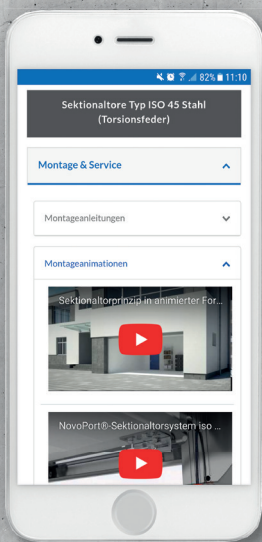 82% 11:10
Sektionaltore Typ ISO 45 Stahl
(Torsionsfeder)
Montage & Service
Montageanleitungen
Montageanimationen
Sektionaltorprinzip in animierter For...
NovoPort®-Sektionaltorsystem iso ...